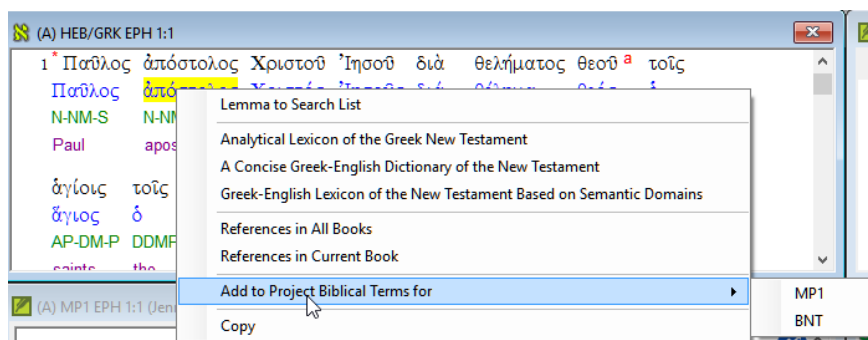 (A) HEB/GRK EPH 1:1
1 * Παῦλος ἀπόστολος Χριστοῦ Ἰησοῦ διὰ θελήματος θεοῦ a τοῖς
Παῦλος
N-NM-S
Paul
ἁγίοις τοῖς
ἅγιος ὁ
AP-DM-P
saints the
Lemma to Search List
Analytical Lexicon of the Greek New Testament
A Concise Greek-English Dictionary of the New Testament
Greek-English Lexicon of the New Testament Based on Semantic Domains
References in All Books
References in Current Book
Add to Project Biblical Terms for
Copy
MP1
BNT
(A) MP1 EPH 1:1